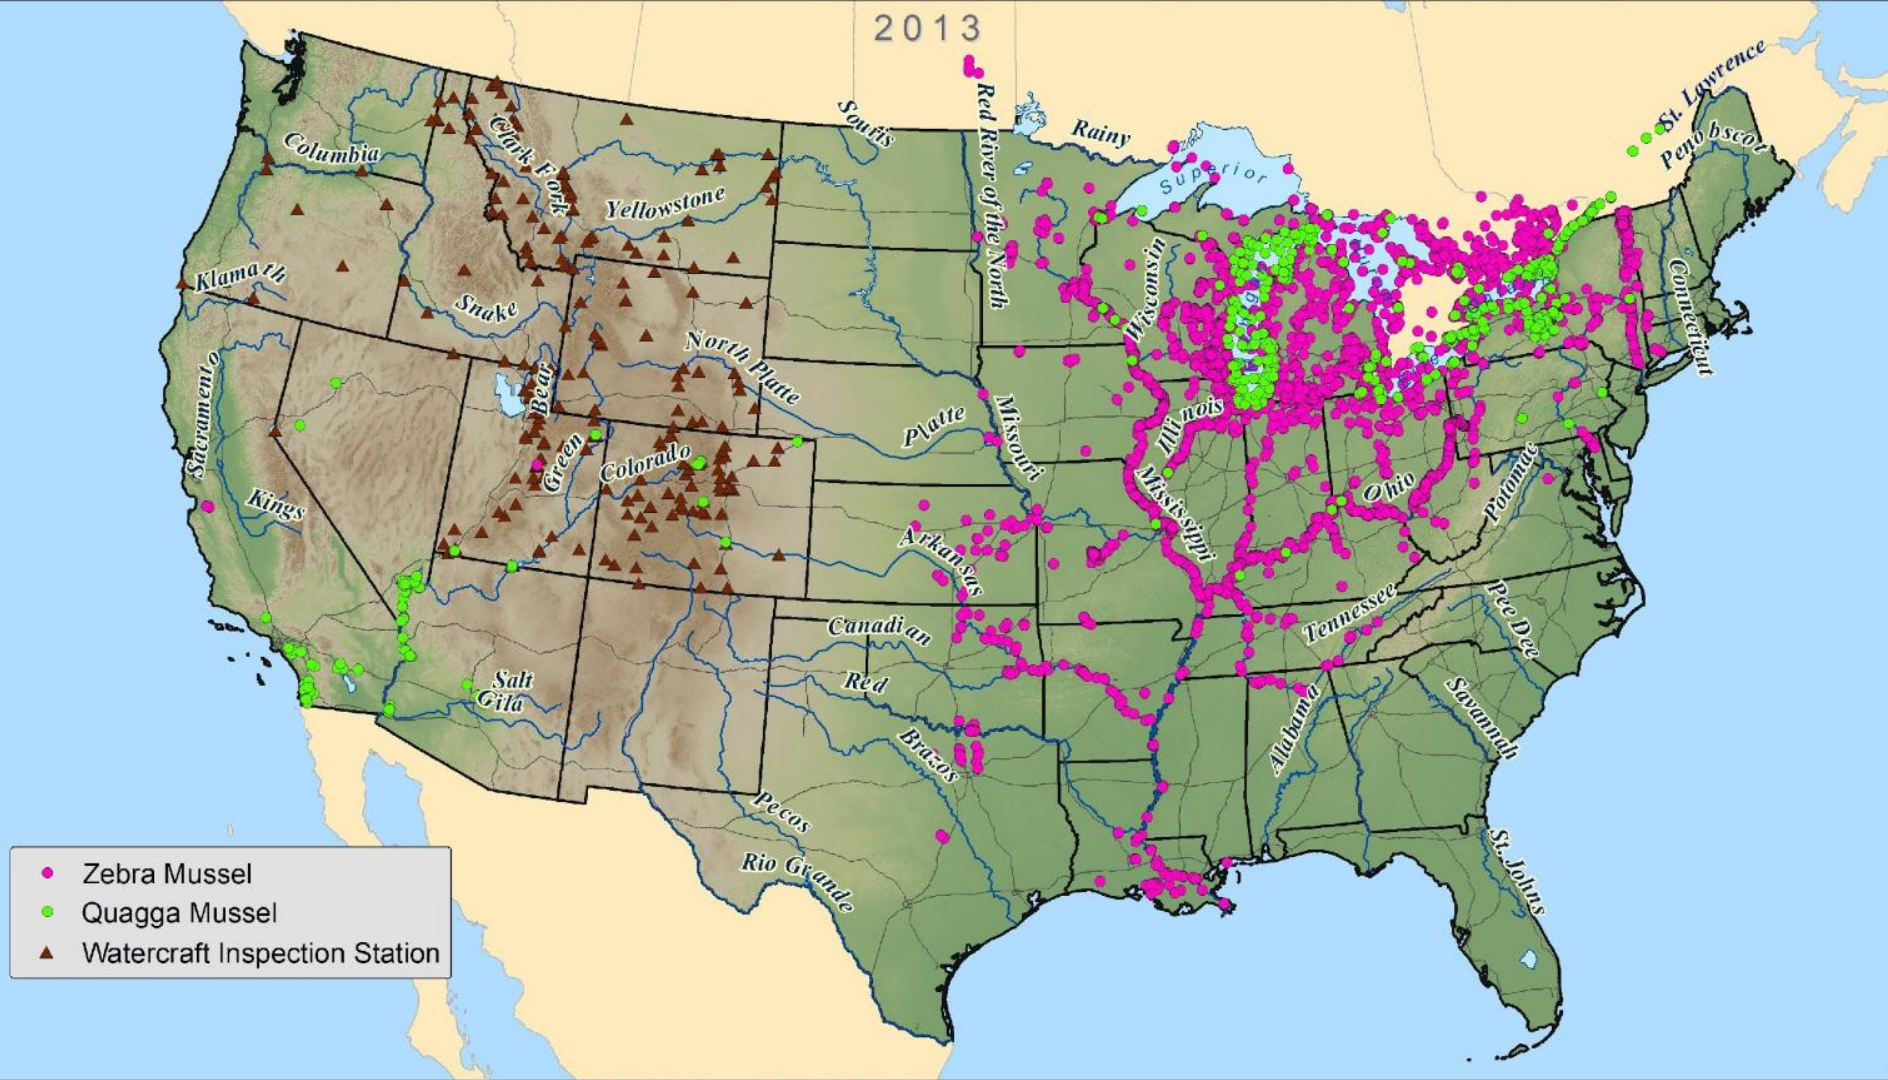 2013
St. Lawrence
Red River of the North
Souris
Rainy
Penobscot
Columbia
Clark Fork
Superior
Yellowstone
Klamath
Snake
Wisconsin
Connecticut
North Platte
Sacramento
Bear
Platte
Missouri
Illinois
Green
Colorado
Kings
Mississippi
Ohio
Potomac
Arkansas
Tennessee
Pee Dee
Canadian
Salt
Gila
Red
Savannah
Alabama
Brazos
Pecos
Rio Grande
St. Johns
Zebra Mussel
Quagga Mussel
Watercraft Inspection Station